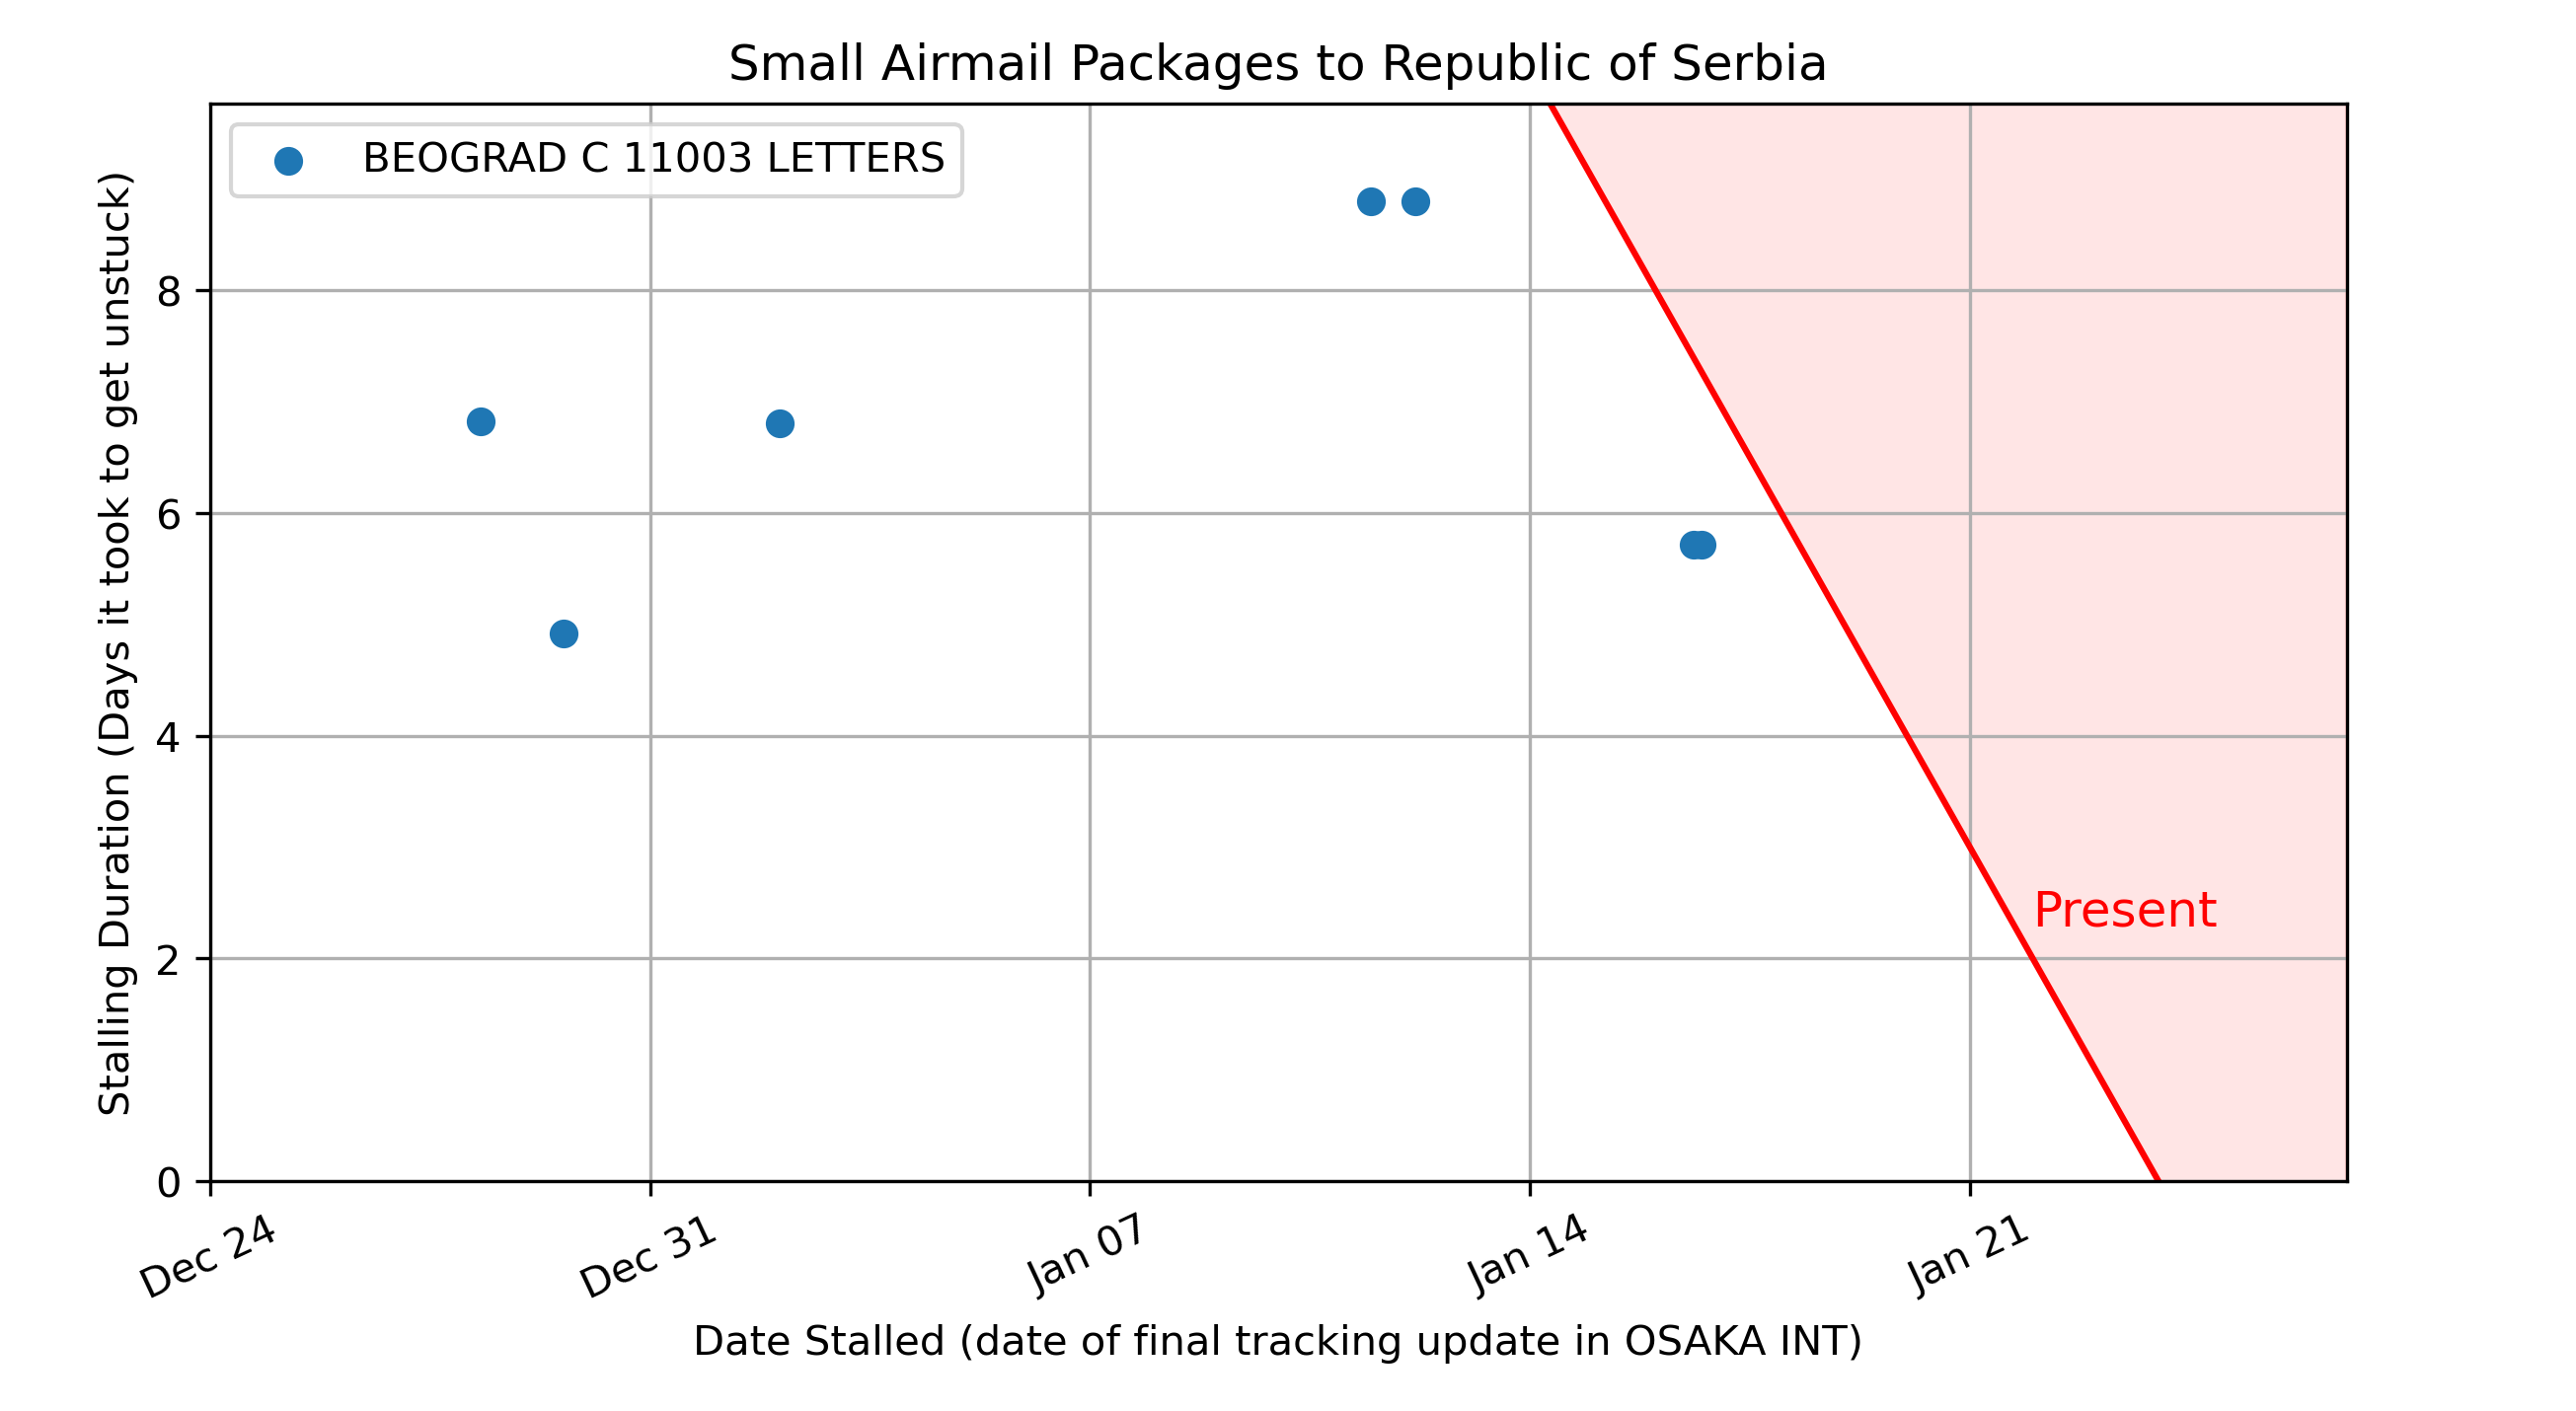 Small Airmail Packages to Republic of Serbia
BEOGRAD C 11003 LETTERS
Stalling Duration (Days it took to get unstuck)
8
6
4
2
0
Present
Dec 24
Dec 31
Jan 07
Jan 14
Jan 21
Date Stalled (date of final tracking update in OSAKA INT)